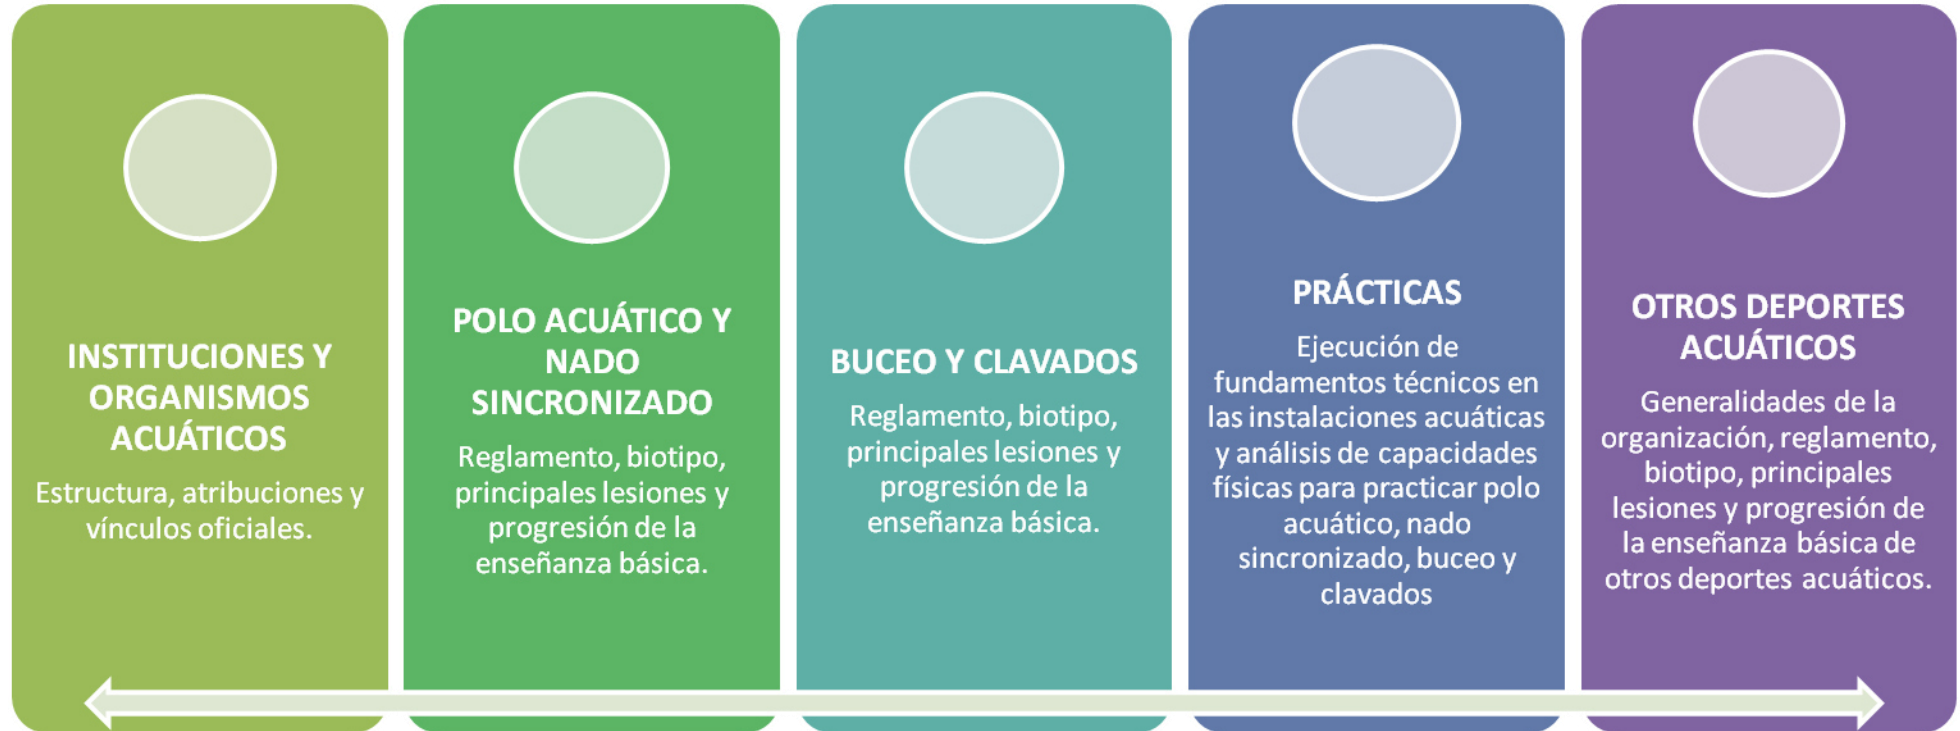 INSTITUCIONES Y
ORGANISMOS
ACUÁTICOS
Estructura, atribuciones y
vínculos oficiales.
POLO ACUÁTICO Y
NADO
SINCRONIZADO
Reglamento, biotipo,
principales lesiones y
progresión de la
enseñanza básica.
BUCEO Y CLAVADOS
Reglamento, biotipo,
principales lesiones y
progresión de la
enseñanza básica.
PRÁCTICAS
Ejecución de
fundamentos técnicos en
las instalaciones acuáticas
y análisis de capacidades
físicas para practicar polo
acuático, nado
sincronizado, buceo y
clavados
OTROS DEPORTES
ACUÁTICOS
Generalidades de la
organización, reglamento,
biotipo, principales
lesiones y progresión de
la enseñanza básica de
otros deportes acuáticos.